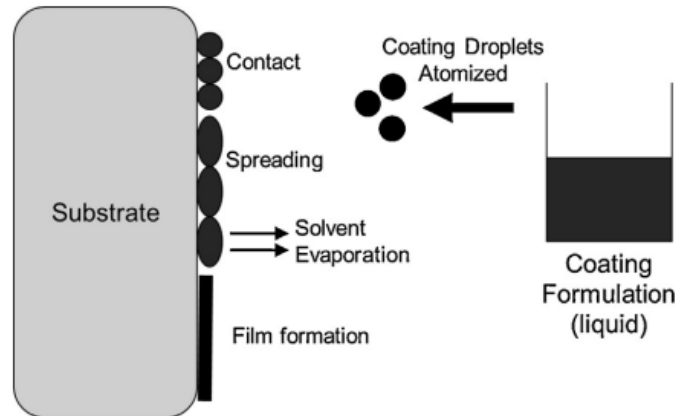 Coating Droplets
Atomized
Contact
Spreading
Substrate
Solvent
Evaporation
Coating
Formulation
(liquid)
Film formation